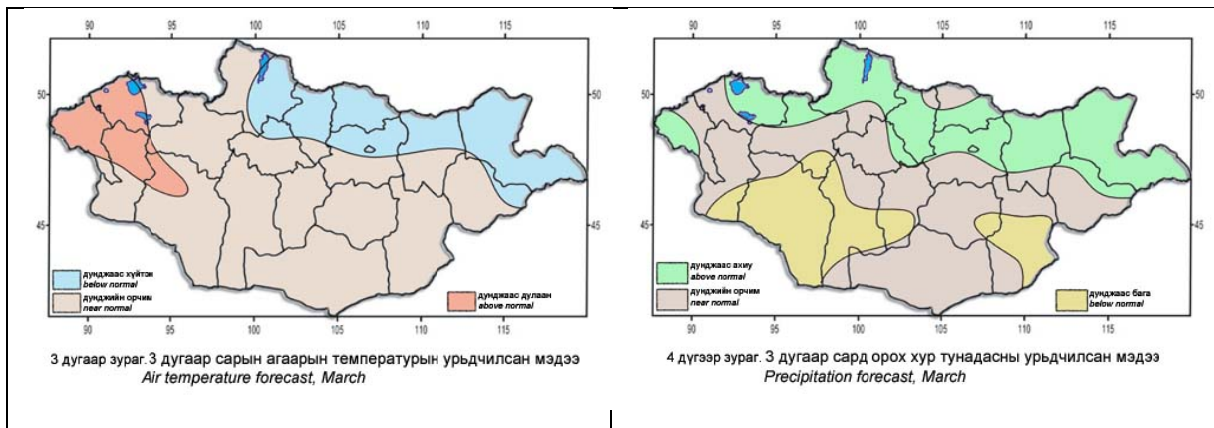 90 95 100 105 110 115
50 50
45 45
дунджаас хүйтэн
below normal
дунджийн орчим
near normal
дунджаас дулаан
above normal
90 95 100 105 110 115
3 дугаар зураг. 3 дугаар сарын агаарын температурын урьдчилсан мэдээ
Air temperature forecast, March
90 95 100 105 110 115
50 50
45 45
дунджаас ахиу
above normal
дунджийн орчим
near normal
дунджаас бага
below normal
90 95 100 105 110 115
4 дүгээр зураг. 3 дугаар сард орох хур тунадасны урьдчилсан мэдээ
Precipitation forecast, March